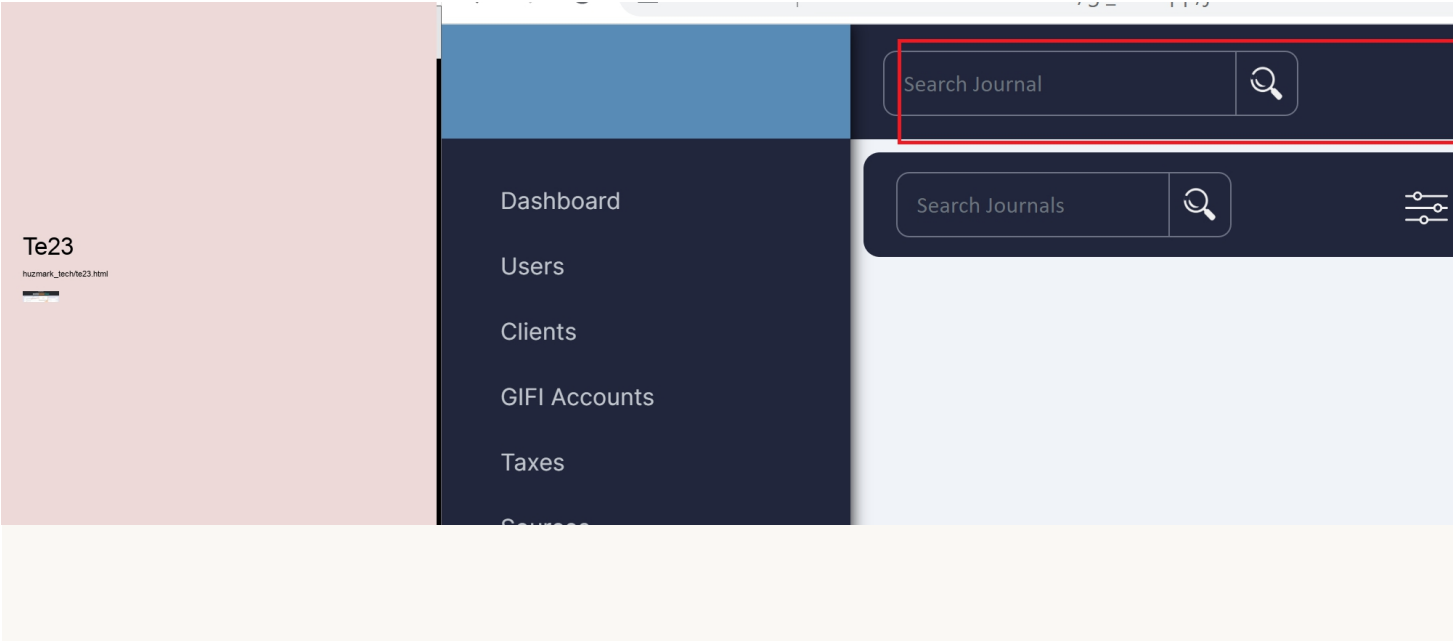 Te23
huzmark_tech/te23.html
Search Journal
Search Journals
Dashboard
Users
Clients
GIFI Accounts
Taxes